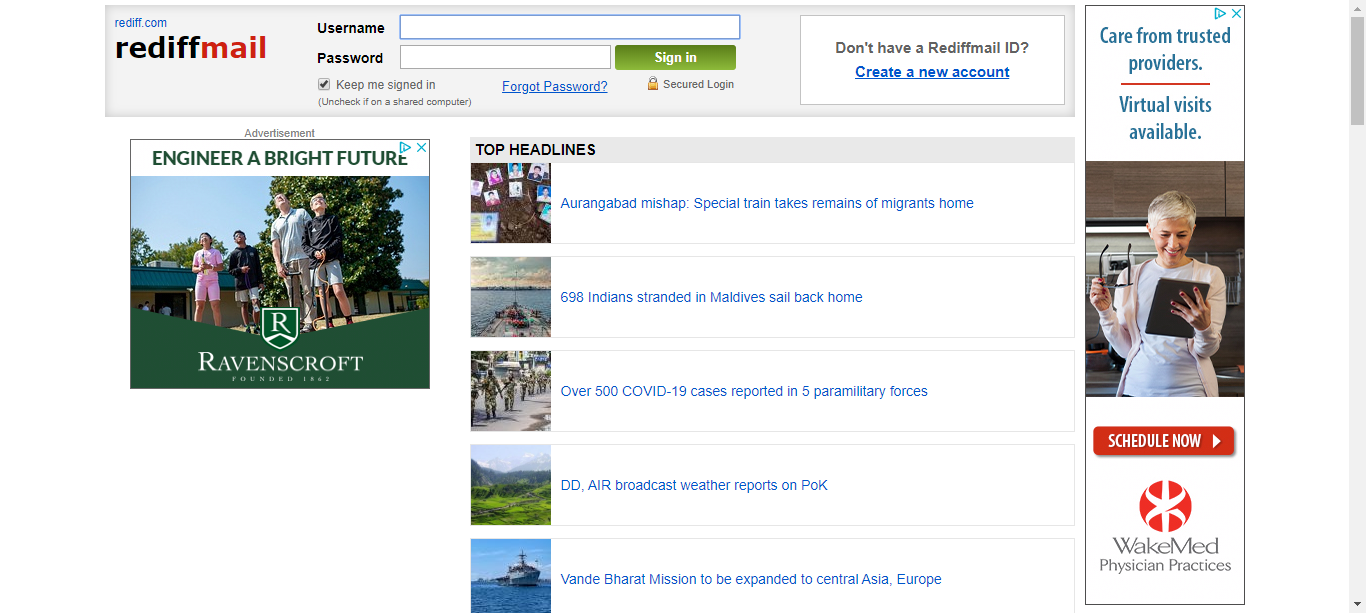 rediff.com
rediffmail
Username
Password
Sign in
Keep me signed in
(Uncheck if on a shared computer)
Forgot Password?
Secured Login
Don't have a Rediffmail ID?
Create a new account
Advertisement
ENGINEER A BRIGHT FUTURE
R
RAVENSCROFT
FOUNDED 1862
TOP HEADLINES
Aurangabad mishap: Special train takes remains of migrants home
698 Indians stranded in Maldives sail back home
Over 500 COVID-19 cases reported in 5 paramilitary forces
DD, AIR broadcast weather reports on PoK
Vande Bharat Mission to be expanded to central Asia, Europe
Care from trusted
providers.
Virtual visits
available.
SCHEDULE NOW
WakeMed
Physician Practices